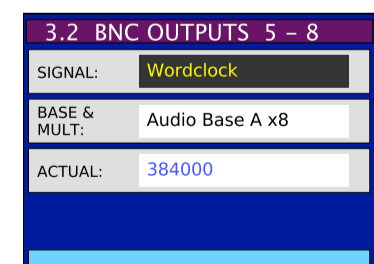 3.2 BNC OUTPUTS 5 – 8
SIGNAL: Wordclock
BASE &
MULT: Audio Base A x8
ACTUAL: 384000